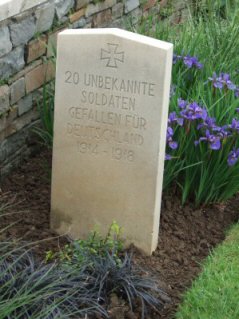 20 UNBEKANNTE
SOLDATEN
GEFALLEN FÜR
DEUTSCHLAND
1914 - 1918